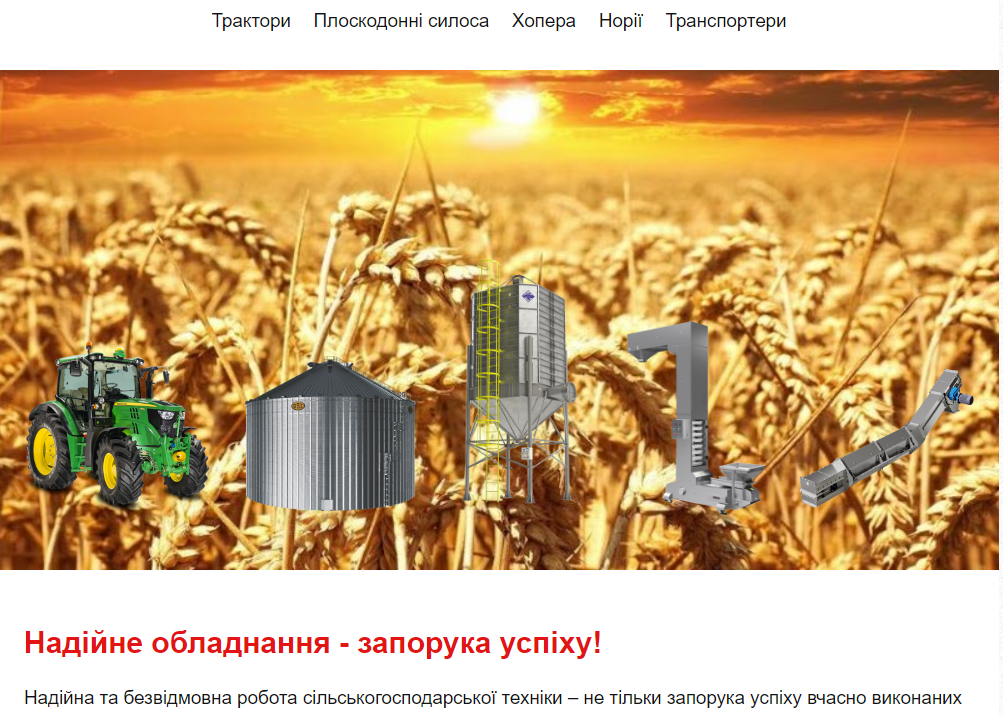 Трактори Плоскодонні силоса Хопера Норії Транспортери
Надійне обладнання - запорука успіху!
Надійна та безвідмовна робота сільськогосподарської техніки – не тільки запорука успіху вчасно виконаних